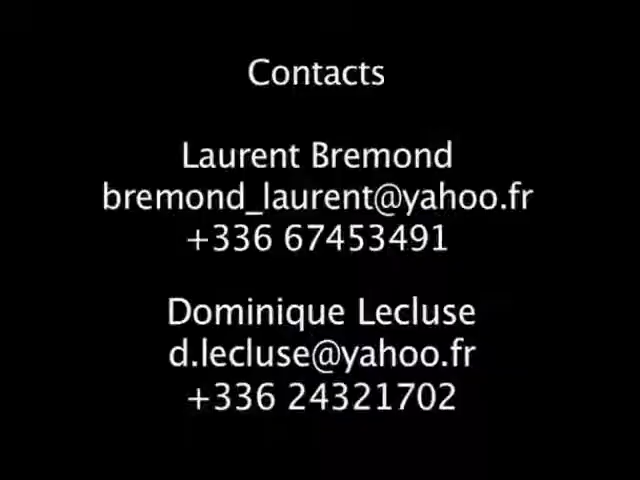 Contacts
Laurent Bremond
bremond_laurent@yahoo.fr
+336 67453491
Dominique Lecluse
d.lecluse@yahoo.fr
+336 24321702